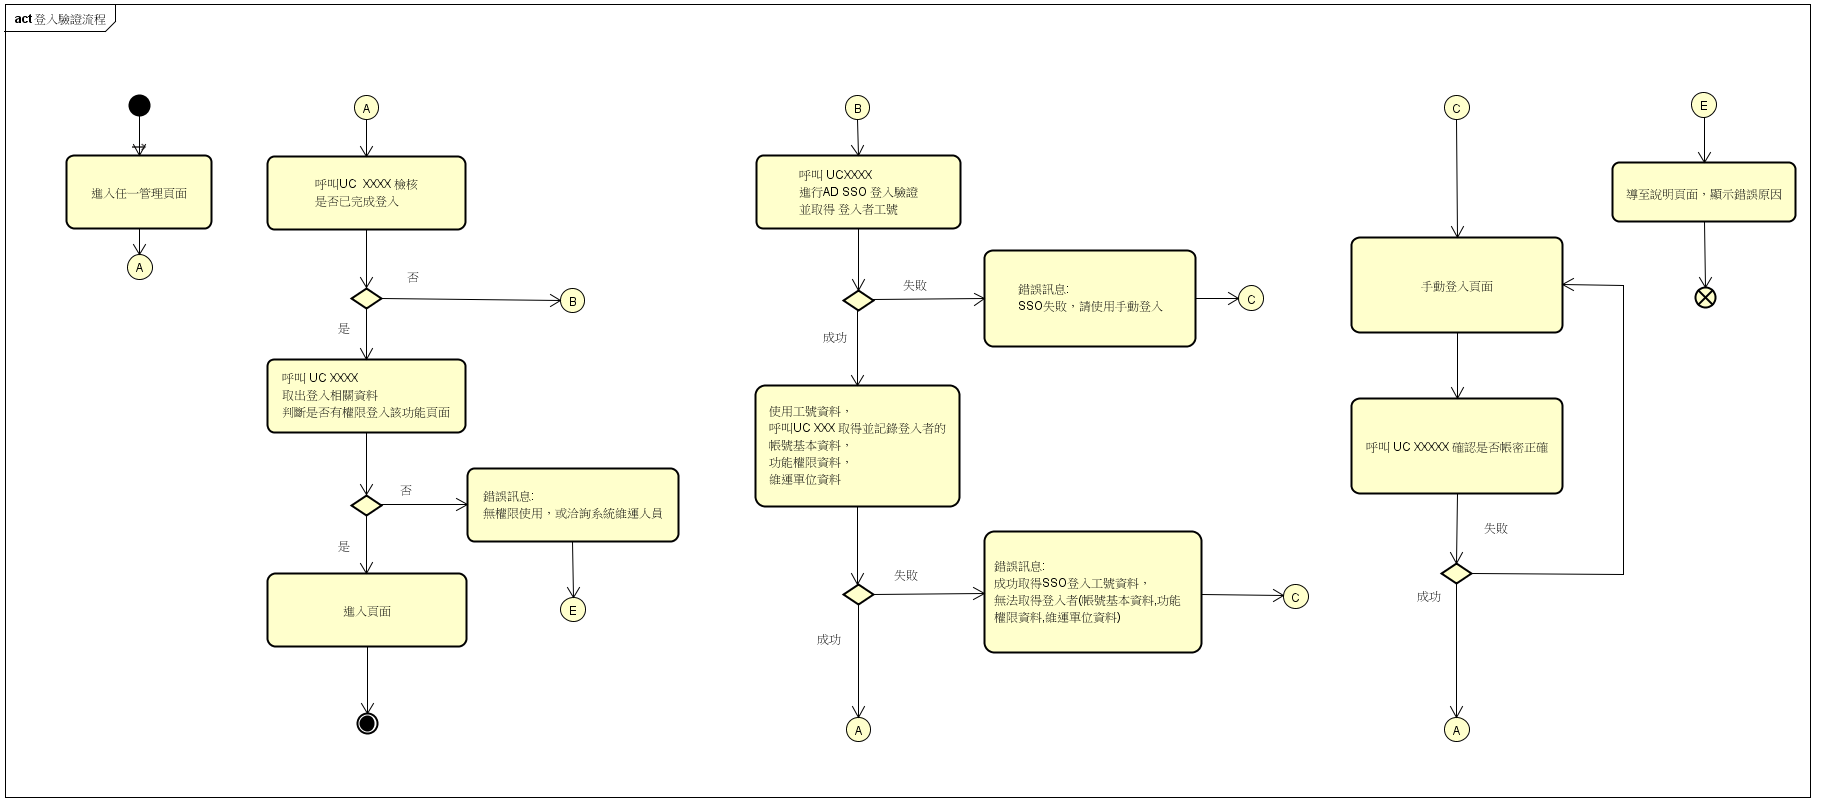 act 登入驗證流程
進入任一管理頁面
A
A
呼叫UC XXXX 檢核
是否已完成登入
否
B
是
呼叫 UC XXXX
取出登入相關資料
判斷是否有權限登入該功能頁面
否
錯誤訊息:
無權限使用，或洽詢系統維運人員
E
是
進入頁面
B
呼叫 UCXXXX
進行AD SSO 登入驗證
並取得 登入者工號
失敗
錯誤訊息:
SSO失敗，請使用手動登入
C
成功
使用工號資料，
呼叫UC XXX 取得並記錄登入者的
帳號基本資料，
功能權限資料，
維運單位資料
失敗
錯誤訊息:
成功取得SSO登入工號資料，
無法取得登入者(帳號基本資料,功能
權限資料,維運單位資料)
C
成功
A
C
手動登入頁面
呼叫 UC XXXXX 確認是否帳密正確
失敗
成功
A
E
導至說明頁面，顯示錯誤原因